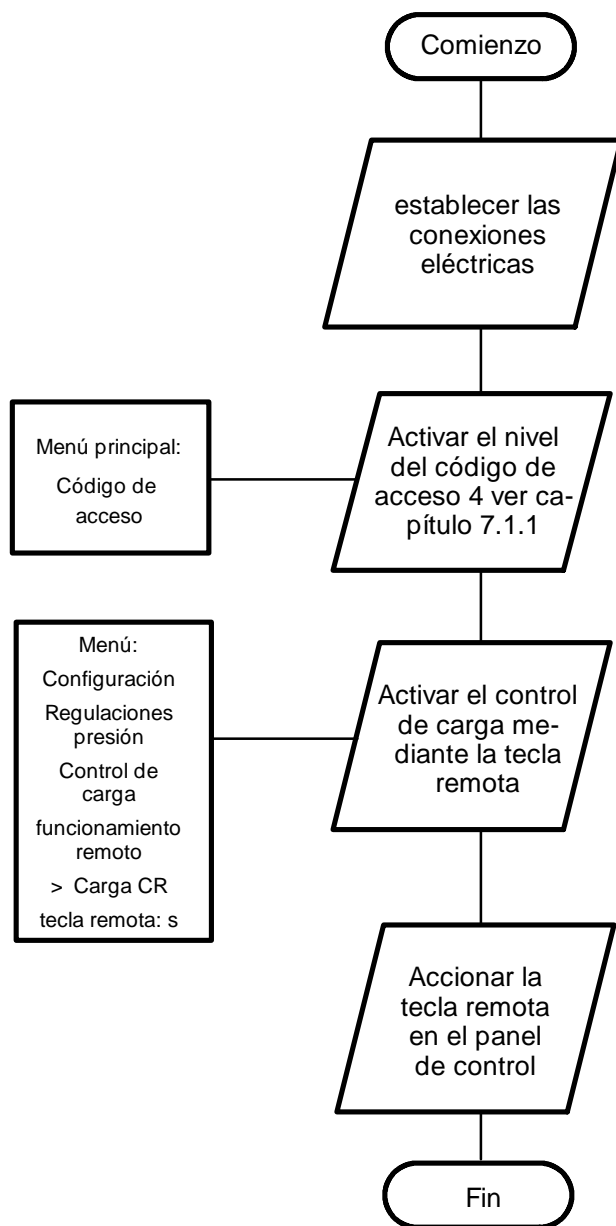 Comienzo
establecer las
conexiones
eléctricas
Menú principal:
Código de
acceso
Activar el nivel
del código de
acceso 4 ver ca-
pítulo 7.1.1
Menú:
Configuración
Regulaciones
presión
Control de
carga
funcionamiento
remoto
> Carga CR
tecla remota: s
Activar el control
de carga me-
diante la tecla
remota
Accionar la
tecla remota
en el panel
de control
Fin